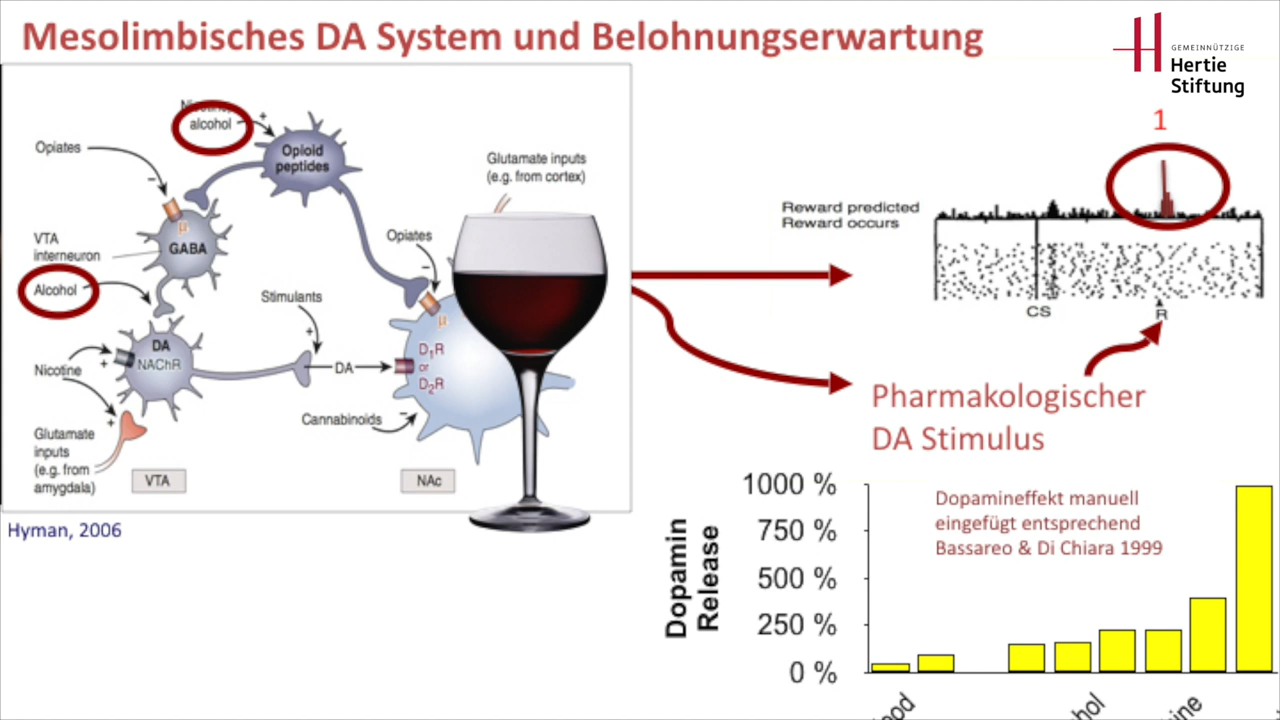 Mesolimbisches DA System und Belohnungserwartung
GEMEINNÜTZIGE
Hertie
Stiftung
alcohol
+
Opiates
−
Opioid
peptides
Glutamate inputs
(e.g. from cortex)
μ
GABA
VTA
interneuron
Alcohol
Opiates
−
μ
Stimulants
+
DA
NAChR
Nicotine
+
+
DA
D1R
or
D2R
Cannabinoids
−
Glutamate
inputs
(e.g. from
amygdala)
VTA
NAc
Hyman, 2006
1
Reward predicted
Reward occurs
CS
R
Pharmakologischer
DA Stimulus
Dopamin
Release
1000 %
750 %
500 %
250 %
0 %
Dopamineffekt manuell
eingefügt entsprechend
Bassareo & Di Chiara 1999